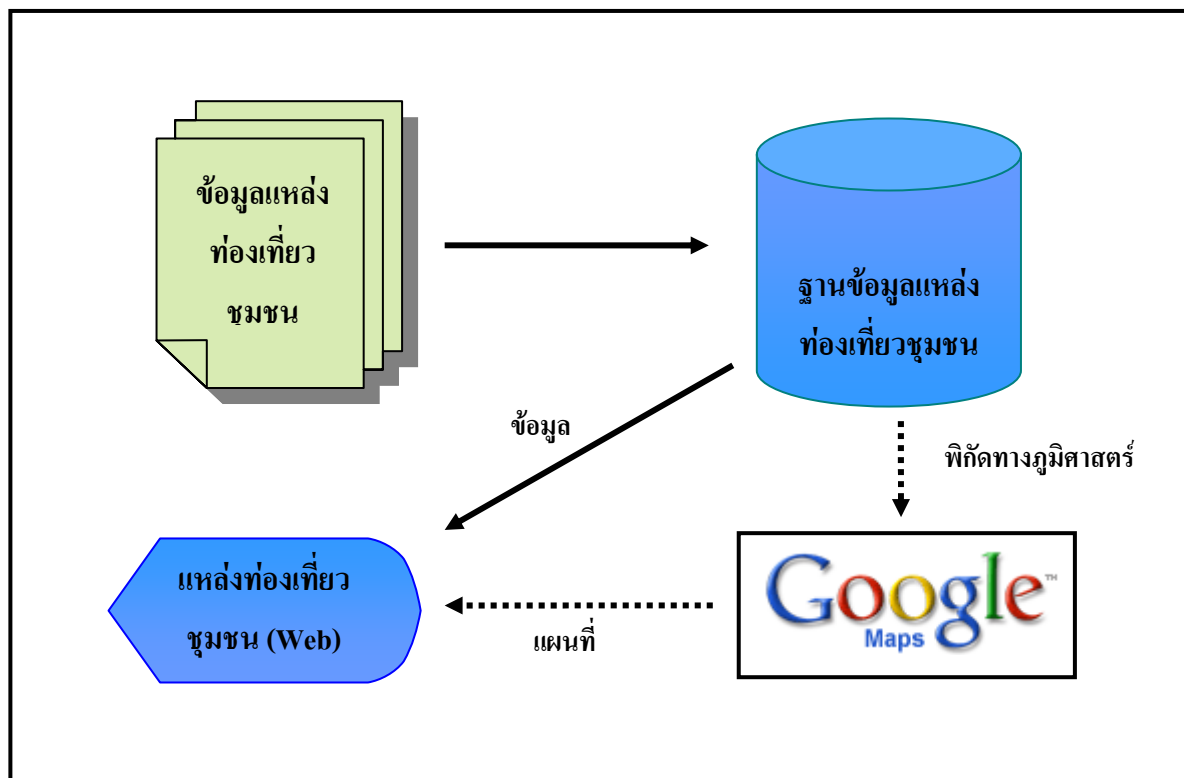 ข้อมูลแหล่ง
ท่องเที่ยว
ชุมชน
ฐานข้อมูลแหล่ง
ท่องเที่ยวชุมชน
ข้อมูล
พิกัดทางภูมิศาสตร์
แหล่งท่องเที่ยว
ชุมชน (Web)
แผนที่
Google™
Maps